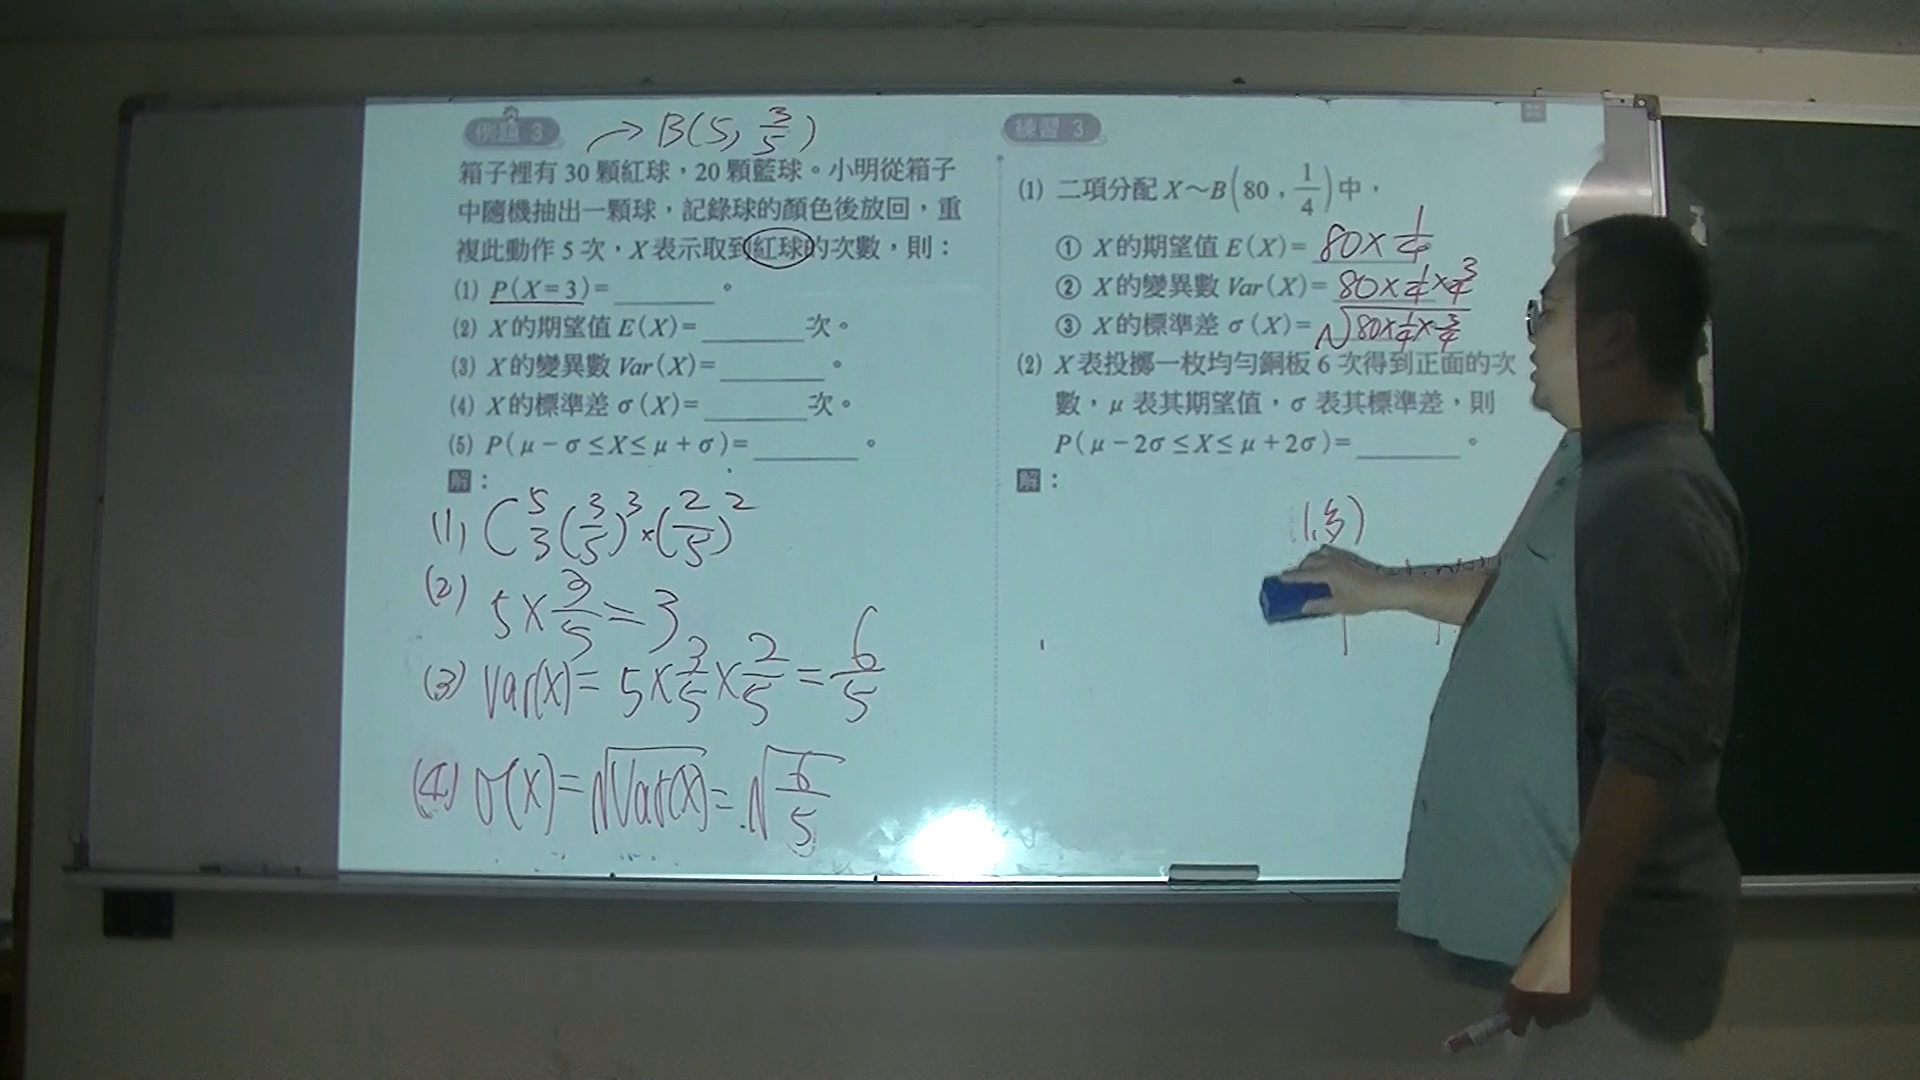 例題 3
→ B(5, 3/5)
箱子裡有 30 顆紅球，20 顆藍球。小明從箱子
中隨機抽出一顆球，記錄球的顏色後放回，重
複此動作 5 次，X 表示取到紅球的次數，則：
(1) P(X=3)=________。
(2) X 的期望值 E(X)=________次。
(3) X 的變異數 Var(X)=________。
(4) X 的標準差 σ(X)=________次。
(5) P(μ-σ≤X≤μ+σ)=________。
解：
(1) C⁵₃(3/5)³×(2/5)²
(2) 5×3/5=3
(3) Var(X)=5×3/5×2/5=6/5
(4) σ(X)=√Var(X)=√(6/5)
練習 3
(1) 二項分配 X～B(80, 1/4)中，
① X 的期望值 E(X)=80×1/4
② X 的變異數 Var(X)=80×1/4×3/4
③ X 的標準差 σ(X)=√(80×1/4×3/4)
(2) X 表投擲一枚均勻銅板 6 次得到正面的次
數，μ 表其期望值，σ 表其標準差，則
P(μ-2σ≤X≤μ+2σ)=________。
解：